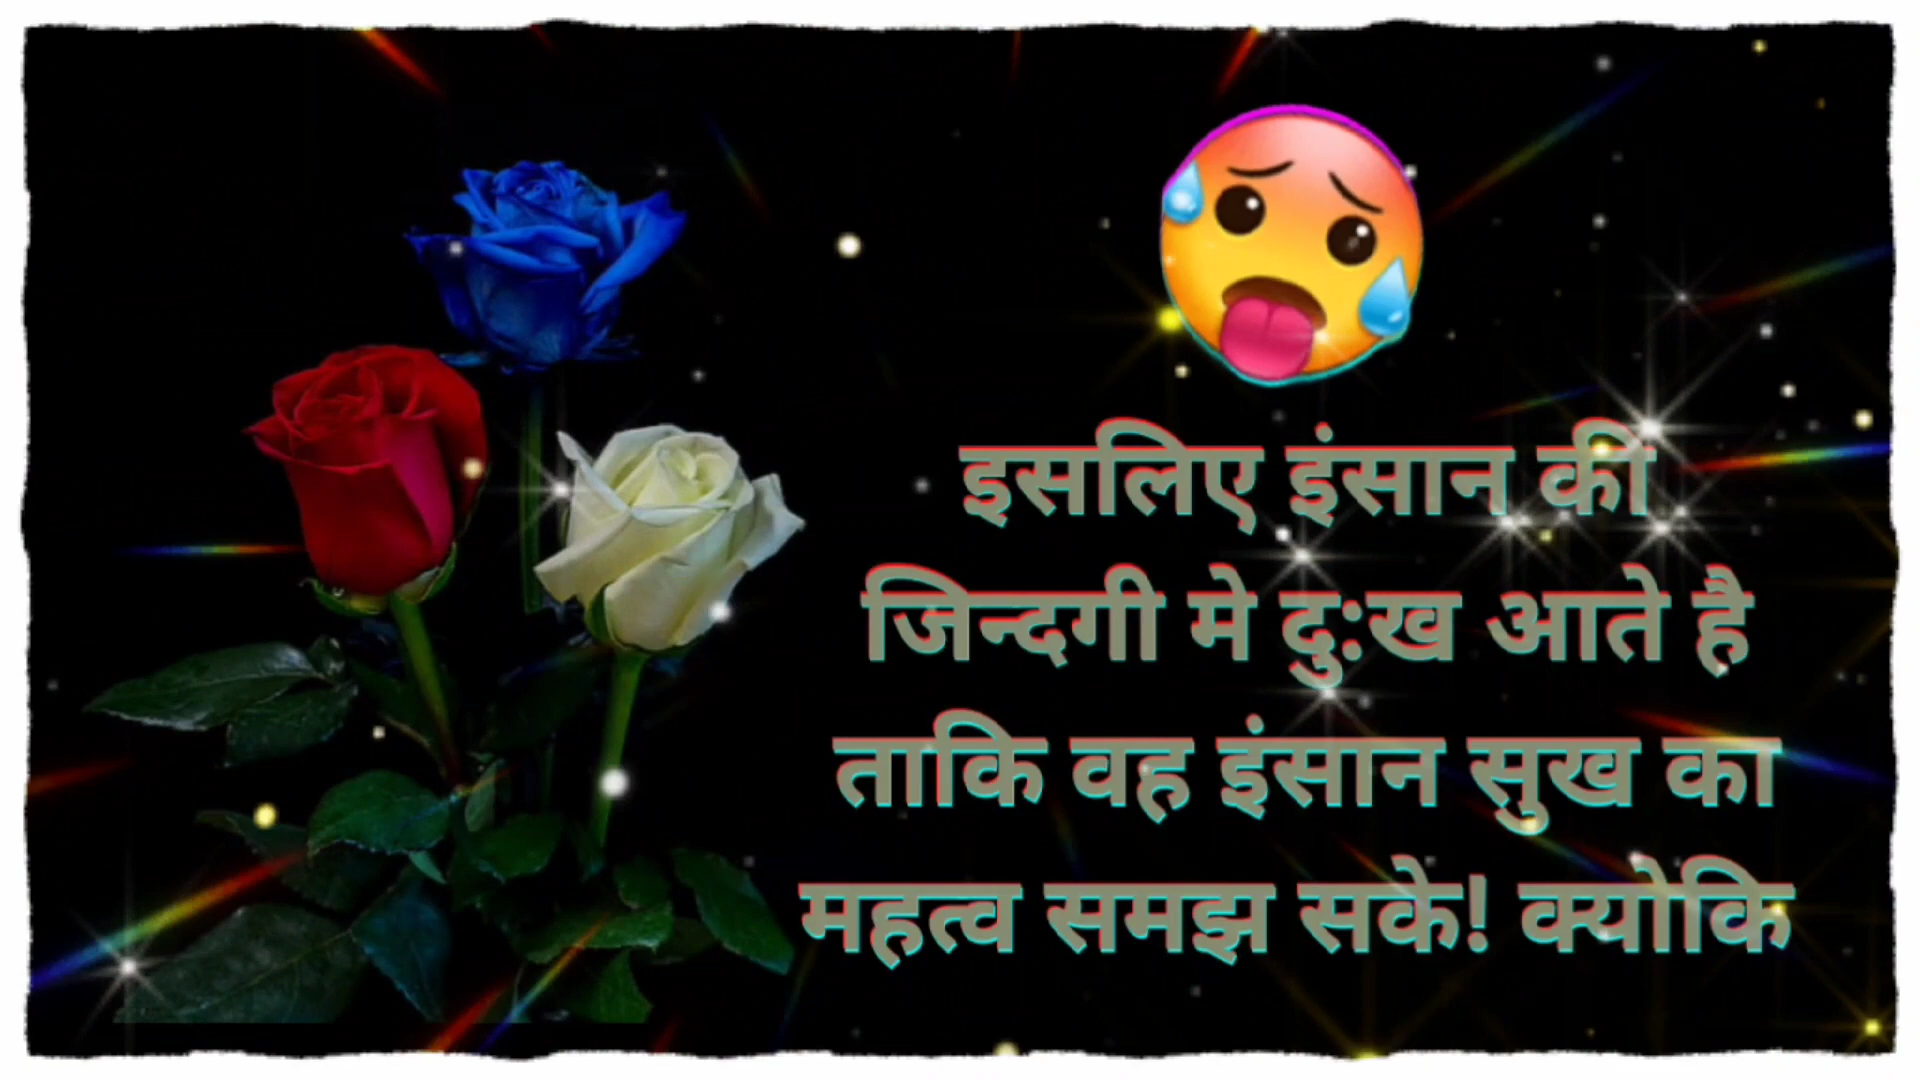 इसलिए इंसान की
जिन्दगी मे दु:ख आते है
ताकि वह इंसान सुख का
महत्व समझ सके! क्योकि